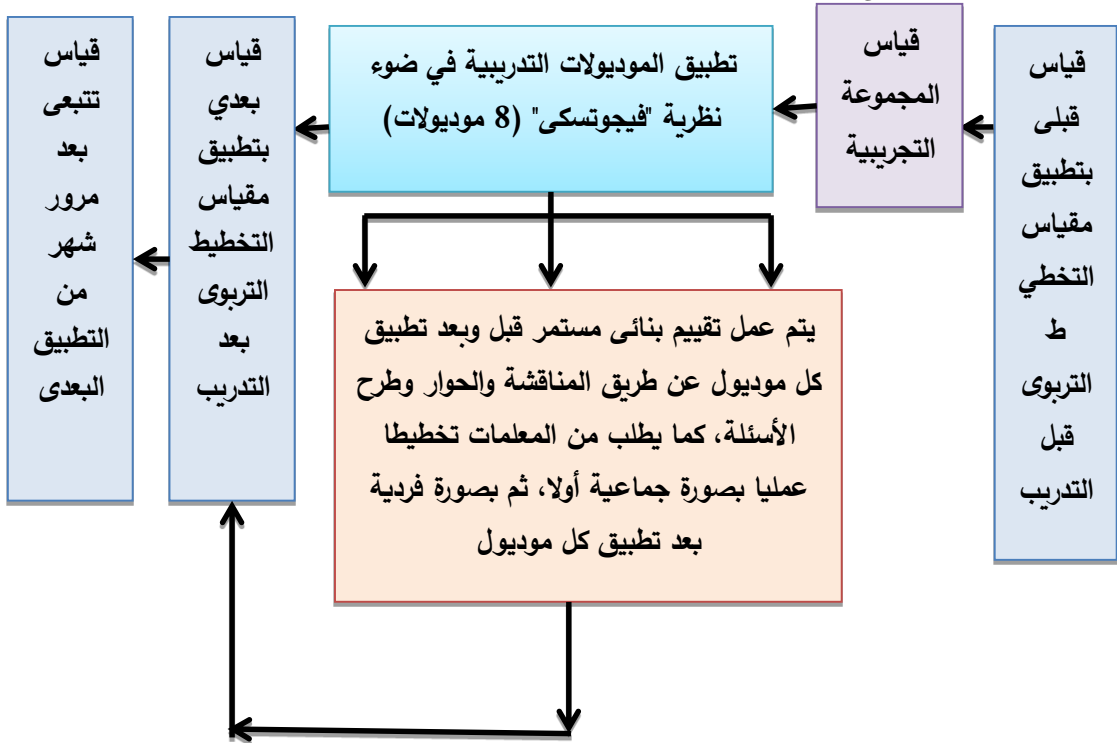 قياس
قبلى
بتطبيق
مقياس
التخطي
ط
التربوى
قبل
التدريب
قياس
المجموعة
التجريبية
تطبيق الموديولات التدريبية في ضوء
نظرية "فيجوتسكى" (8 موديولات)
يتم عمل تقييم بنائى مستمر قبل وبعد تطبيق
كل موديول عن طريق المناقشة والحوار وطرح
الأسئلة، كما يطلب من المعلمات تخطيطا
عمليا بصورة جماعية أولا، ثم بصورة فردية
بعد تطبيق كل موديول
قياس
بعدي
بتطبيق
مقياس
التخطيط
التربوى
بعد
التدريب
قياس
تتبعى
بعد
مرور
شهر
من
التطبيق
البعدى